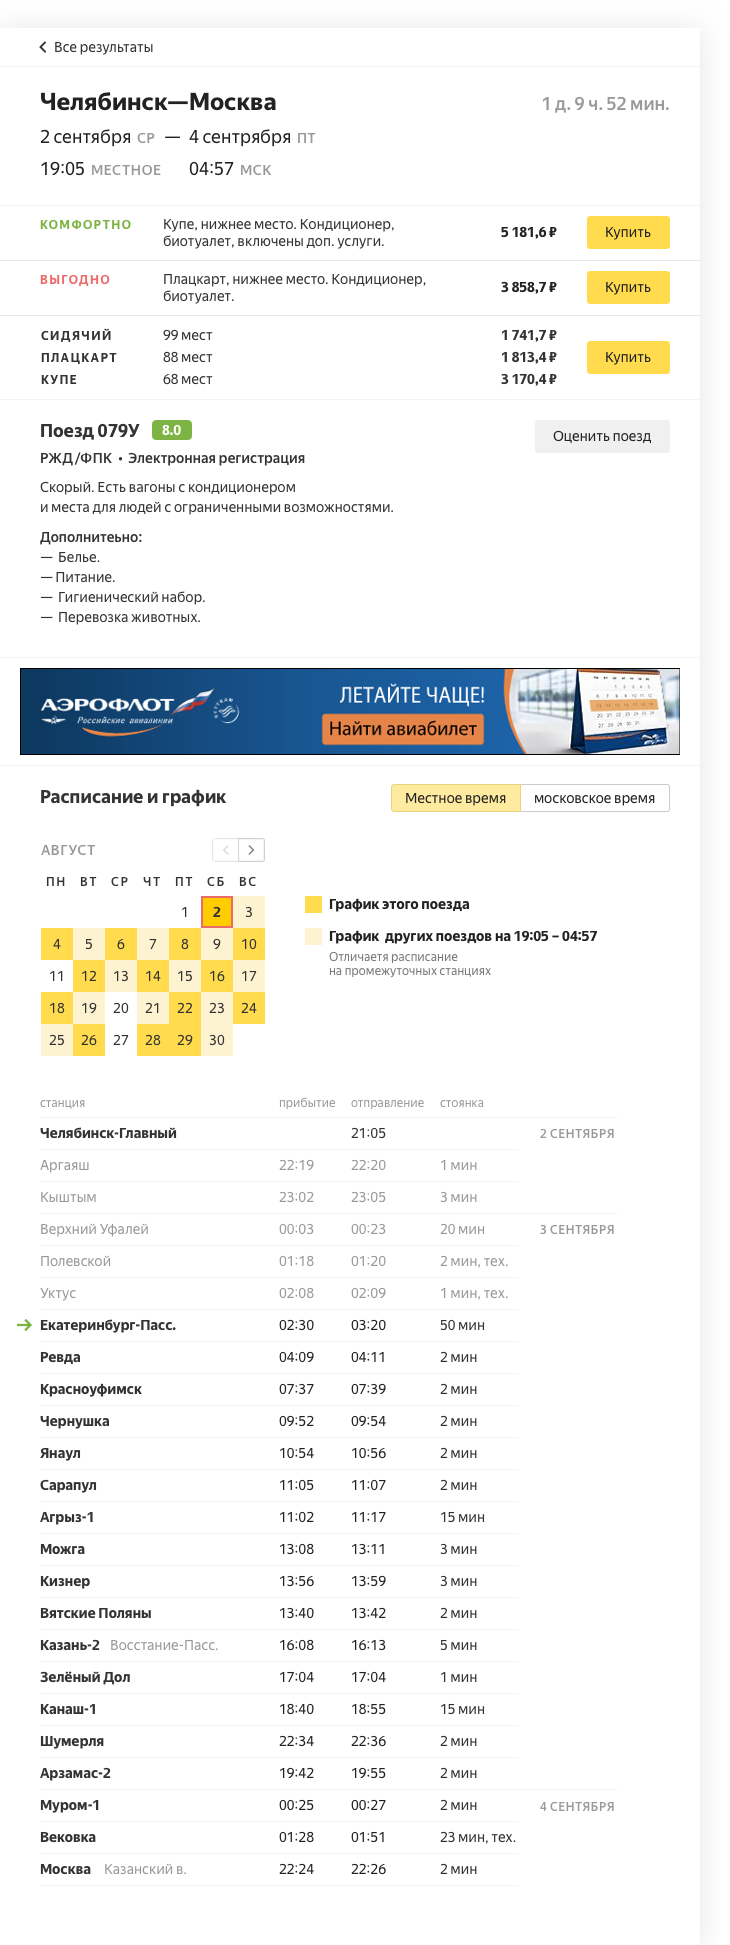 Все результаты
Челябинск—Москва 1 д. 9 ч. 52 мин.
2 сентября СР — 4 сентрября ПТ
19:05 МЕСТНОЕ 04:57 МСК
КОМФОРТНО Купе, нижнее место. Кондиционер,
биотуалет, включены доп. услуги.
5 181,6 ₽ Купить
ВЫГОДНО Плацкарт, нижнее место. Кондиционер,
биотуалет.
3 858,7 ₽ Купить
СИДЯЧИЙ 99 мест 1 741,7 ₽
ПЛАЦКАРТ 88 мест 1 813,4 ₽ Купить
КУПЕ 68 мест 3 170,4 ₽
Поезд 079У 8.0 Оценить поезд
РЖД/ФПК • Электронная регистрация
Скорый. Есть вагоны с кондиционером
и места для людей с ограниченными возможностями.
Дополнитеьно:
— Белье.
— Питание.
— Гигиенический набор.
— Перевозка животных.
АЭРОФЛОТ
Российские авиалинии
ЛЕТАЙТЕ ЧАЩЕ!
Найти авиабилет
Расписание и график Местное время московское время
АВГУСТ
ПН ВТ СР ЧТ ПТ СБ ВС
1 2 3
4 5 6 7 8 9 10
11 12 13 14 15 16 17
18 19 20 21 22 23 24
25 26 27 28 29 30
График этого поезда
График других поездов на 19:05 – 04:57
Отличаетя расписание
на промежуточных станциях
станция прибытие отправление стоянка
Челябинск-Главный 21:05 2 СЕНТЯБРЯ
Аргаяш 22:19 22:20 1 мин
Кыштым 23:02 23:05 3 мин
Верхний Уфалей 00:03 00:23 20 мин 3 СЕНТЯБРЯ
Полевской 01:18 01:20 2 мин, тех.
Уктус 02:08 02:09 1 мин, тех.
Екатеринбург-Пасс. 02:30 03:20 50 мин
Ревда 04:09 04:11 2 мин
Красноуфимск 07:37 07:39 2 мин
Чернушка 09:52 09:54 2 мин
Янаул 10:54 10:56 2 мин
Сарапул 11:05 11:07 2 мин
Агрыз-1 11:02 11:17 15 мин
Можга 13:08 13:11 3 мин
Кизнер 13:56 13:59 3 мин
Вятские Поляны 13:40 13:42 2 мин
Казань-2 Восстание-Пасс. 16:08 16:13 5 мин
Зелёный Дол 17:04 17:04 1 мин
Канаш-1 18:40 18:55 15 мин
Шумерля 22:34 22:36 2 мин
Арзамас-2 19:42 19:55 2 мин
Муром-1 00:25 00:27 2 мин 4 СЕНТЯБРЯ
Вековка 01:28 01:51 23 мин, тех.
Москва Казанский в. 22:24 22:26 2 мин